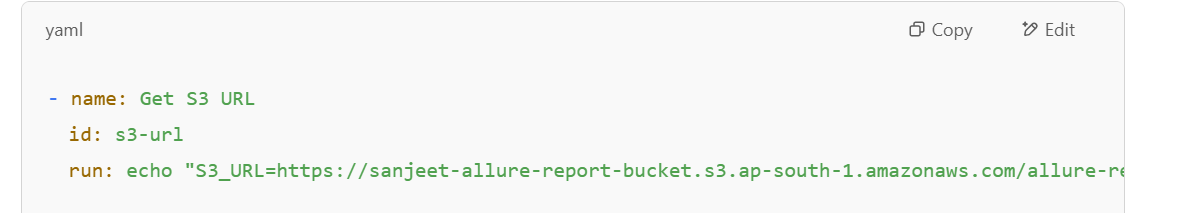 yaml
Copy
Edit
- name: Get S3 URL
id: s3-url
run: echo "S3_URL=https://sanjeet-allure-report-bucket.s3.ap-south-1.amazonaws.com/allure-re